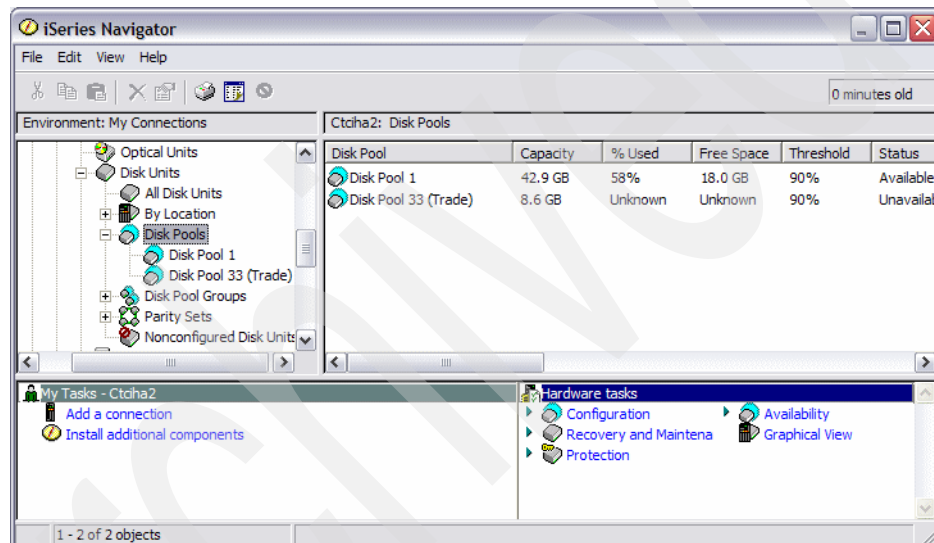 iSeries Navigator
File Edit View Help
0 minutes old
Environment: My Connections
Ctciha2: Disk Pools
Optical Units
Disk Units
All Disk Units
By Location
Disk Pools
Disk Pool 1
Disk Pool 33 (Trade)
Disk Pool Groups
Parity Sets
Nonconfigured Disk Units
Disk Pool Capacity % Used Free Space Threshold Status
Disk Pool 1 42.9 GB 58% 18.0 GB 90% Available
Disk Pool 33 (Trade) 8.6 GB Unknown Unknown 90% Unavailal
My Tasks - Ctciha2
Add a connection
Install additional components
Hardware tasks
Configuration Availability
Recovery and Maintena Graphical View
Protection
1 - 2 of 2 objects